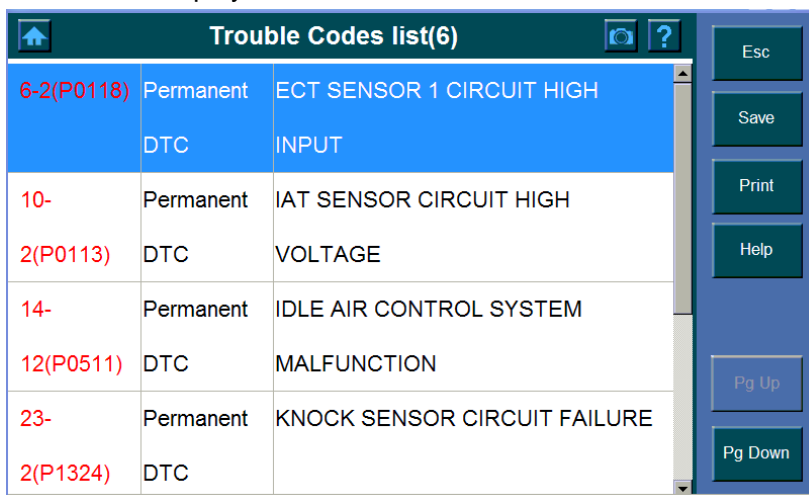 Trouble Codes list(6)
?
Esc
Save
Print
Help
Pg Up
Pg Down
6-2(P0118) Permanent ECT SENSOR 1 CIRCUIT HIGH
DTC INPUT
10- Permanent IAT SENSOR CIRCUIT HIGH
2(P0113) DTC VOLTAGE
14- Permanent IDLE AIR CONTROL SYSTEM
12(P0511) DTC MALFUNCTION
23- Permanent KNOCK SENSOR CIRCUIT FAILURE
2(P1324) DTC